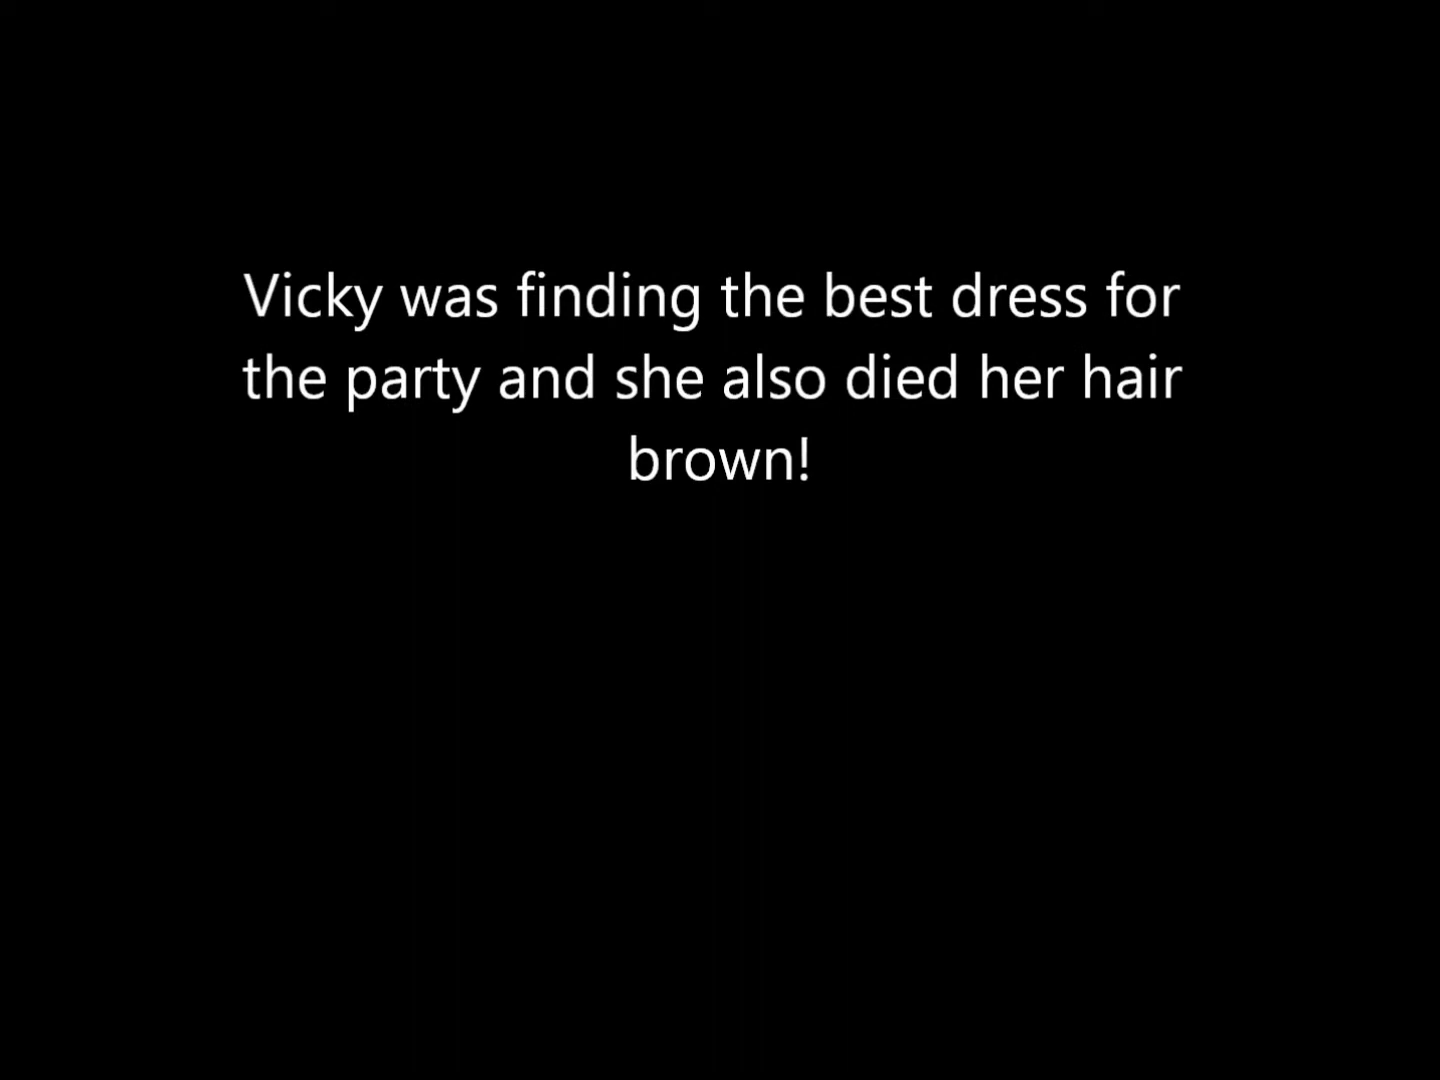 Vicky was finding the best dress for
the party and she also died her hair
brown!